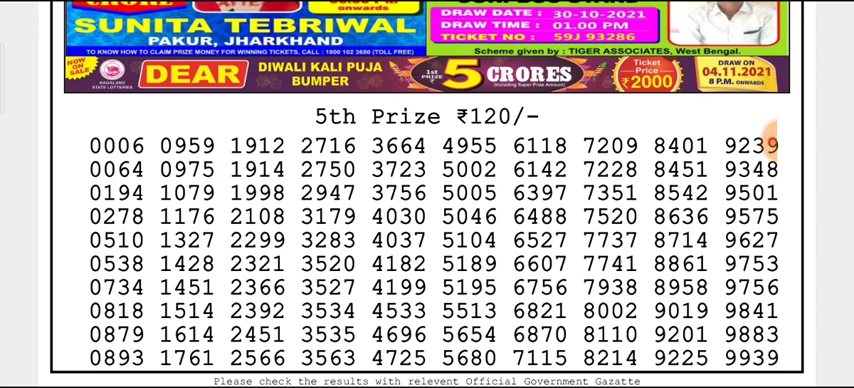 onwards
SUNITA TEBRIWAL
PAKUR, JHARKHAND
TO KNOW HOW TO CLAIM PRIZE MONEY FOR WINNING TICKETS, CALL : 1800 102 3680 (TOLL FREE)
DRAW DATE : 30-10-2021
DRAW TIME : 01.00 PM
TICKET NO : 59J 93286
Scheme given by : TIGER ASSOCIATES, West Bengal.
NOW ON SALE
NAGALAND STATE LOTTERIES
DEAR
DIWALI KALI PUJA
BUMPER
1st PRIZE ₹
5 CRORES
(Including Super Prize Amount)
Ticket Price
₹2000
DRAW ON
04.11.2021
8 P.M. ONWARDS
5th Prize ₹120/-
0006 0959 1912 2716 3664 4955 6118 7209 8401 9239
0064 0975 1914 2750 3723 5002 6142 7228 8451 9348
0194 1079 1998 2947 3756 5005 6397 7351 8542 9501
0278 1176 2108 3179 4030 5046 6488 7520 8636 9575
0510 1327 2299 3283 4037 5104 6527 7737 8714 9627
0538 1428 2321 3520 4182 5189 6607 7741 8861 9753
0734 1451 2366 3527 4199 5195 6756 7938 8958 9756
0818 1514 2392 3534 4533 5513 6821 8002 9019 9841
0879 1614 2451 3535 4696 5654 6870 8110 9201 9883
0893 1761 2566 3563 4725 5680 7115 8214 9225 9939
Please check the results with relevent Official Government Gazatte